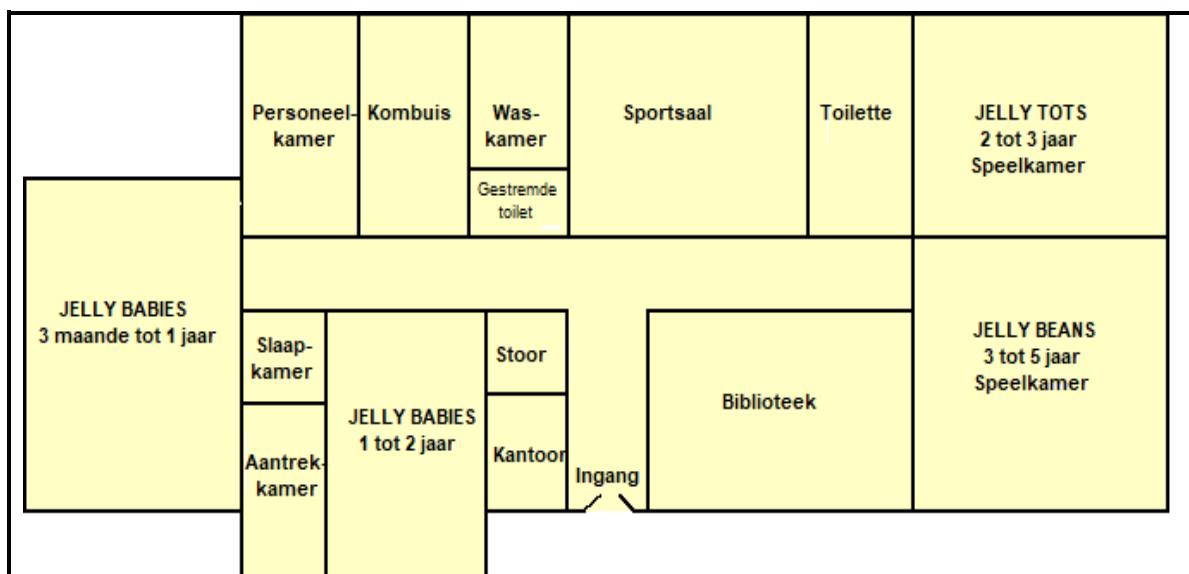 Personeel-
kamer
Kombuis
Was-
kamer
Gestremde
toilet
Sportsaal
Toilette
JELLY TOTS
2 tot 3 jaar
Speelkamer
JELLY BABIES
3 maande tot 1 jaar
Slaap-
kamer
Aantrek-
kamer
JELLY BABIES
1 tot 2 jaar
Stoor
Kantoor
Ingang
Biblioteek
JELLY BEANS
3 tot 5 jaar
Speelkamer